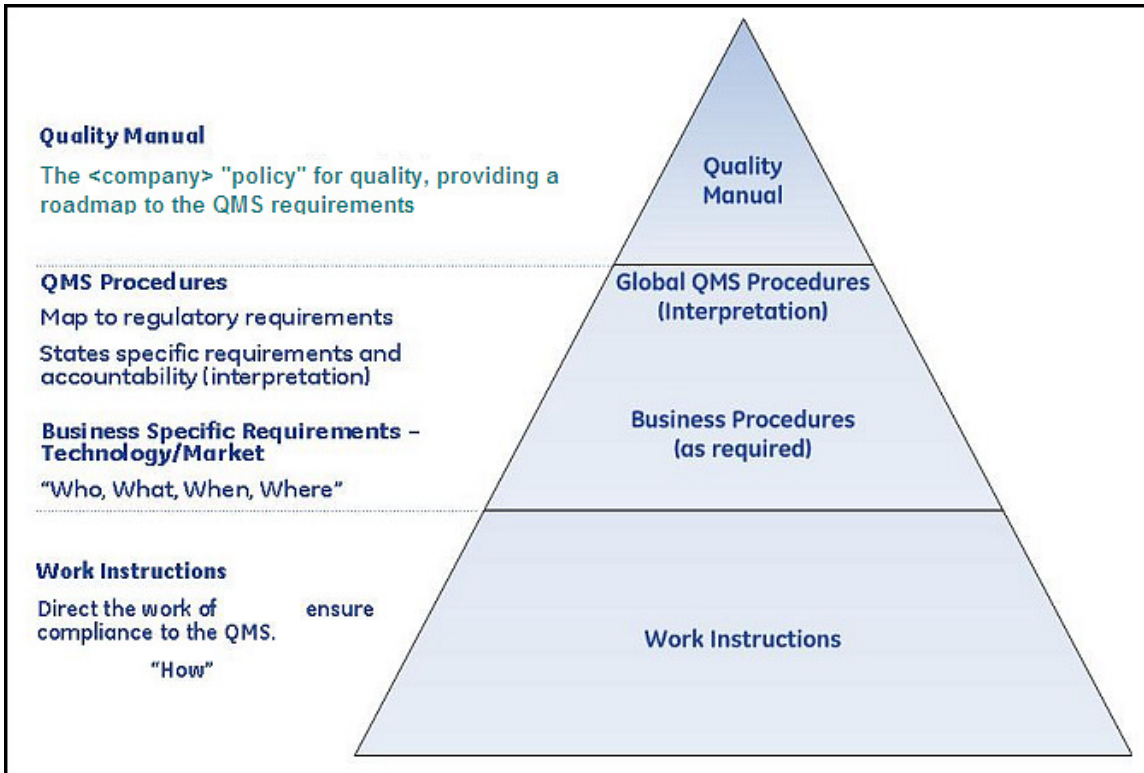 Quality Manual
The <company> "policy" for quality, providing a
roadmap to the QMS requirements
QMS Procedures
Map to regulatory requirements
States specific requirements and
accountability (interpretation)
Business Specific Requirements –
Technology/Market
“Who, What, When, Where”
Work Instructions
Direct the work of ensure
compliance to the QMS.
“How”
Quality
Manual
Global QMS Procedures
(Interpretation)
Business Procedures
(as required)
Work Instructions